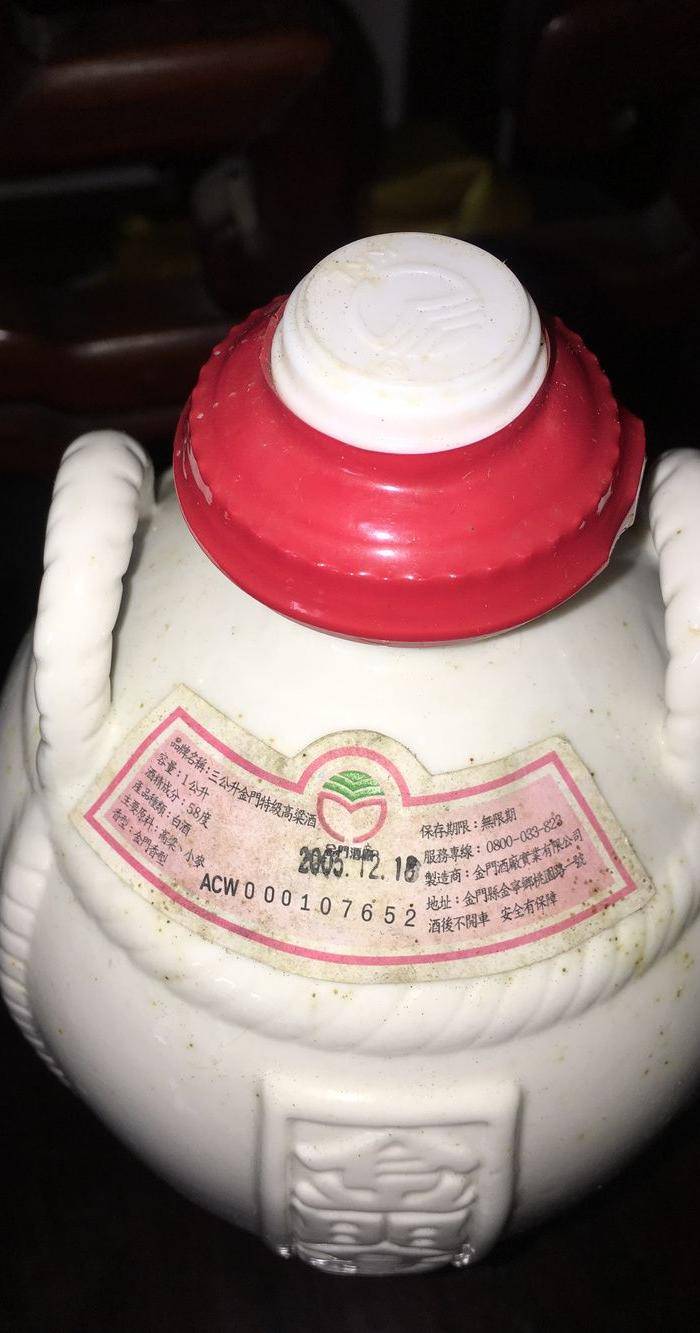 品牌名稱：三公升金門特級高粱酒
容量：1公升
酒精成分：58度
產品種類：白酒
主要原料：高粱、小麥
香型：金門香型
金門酒廠
2005.12.18
ACW000107652
保存期限：無限期
服務專線：0800-033-823
製造商：金門酒廠實業有限公司
地址：金門縣金寧鄉桃園路一號
酒後不開車 安全有保障